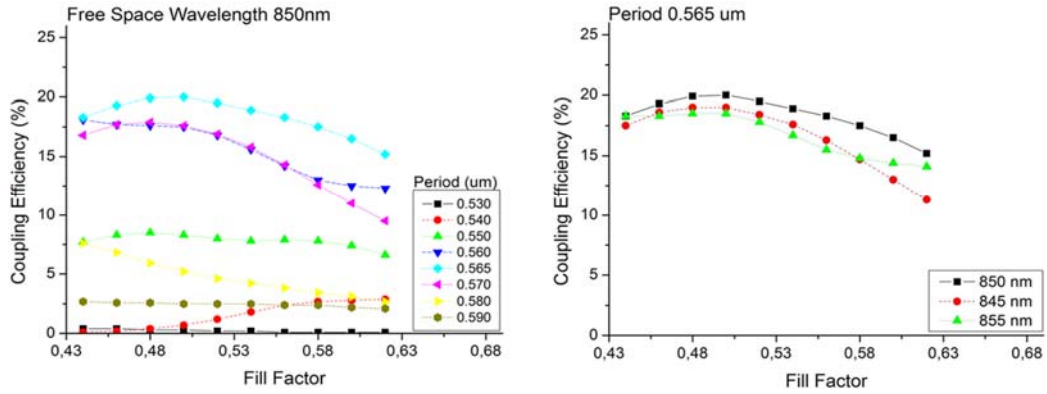 Free Space Wavelength 850nm
Coupling Efficiency (%)
25
20
15
10
5
0
0,43 0,48 0,53 0,58 0,63 0,68
Fill Factor
Period (um)
0.530
0.540
0.550
0.560
0.565
0.570
0.580
0.590
Period 0.565 um
Coupling Efficiency (%)
25
20
15
10
5
0
0,43 0,48 0,53 0,58 0,63 0,68
Fill Factor
850 nm
845 nm
855 nm